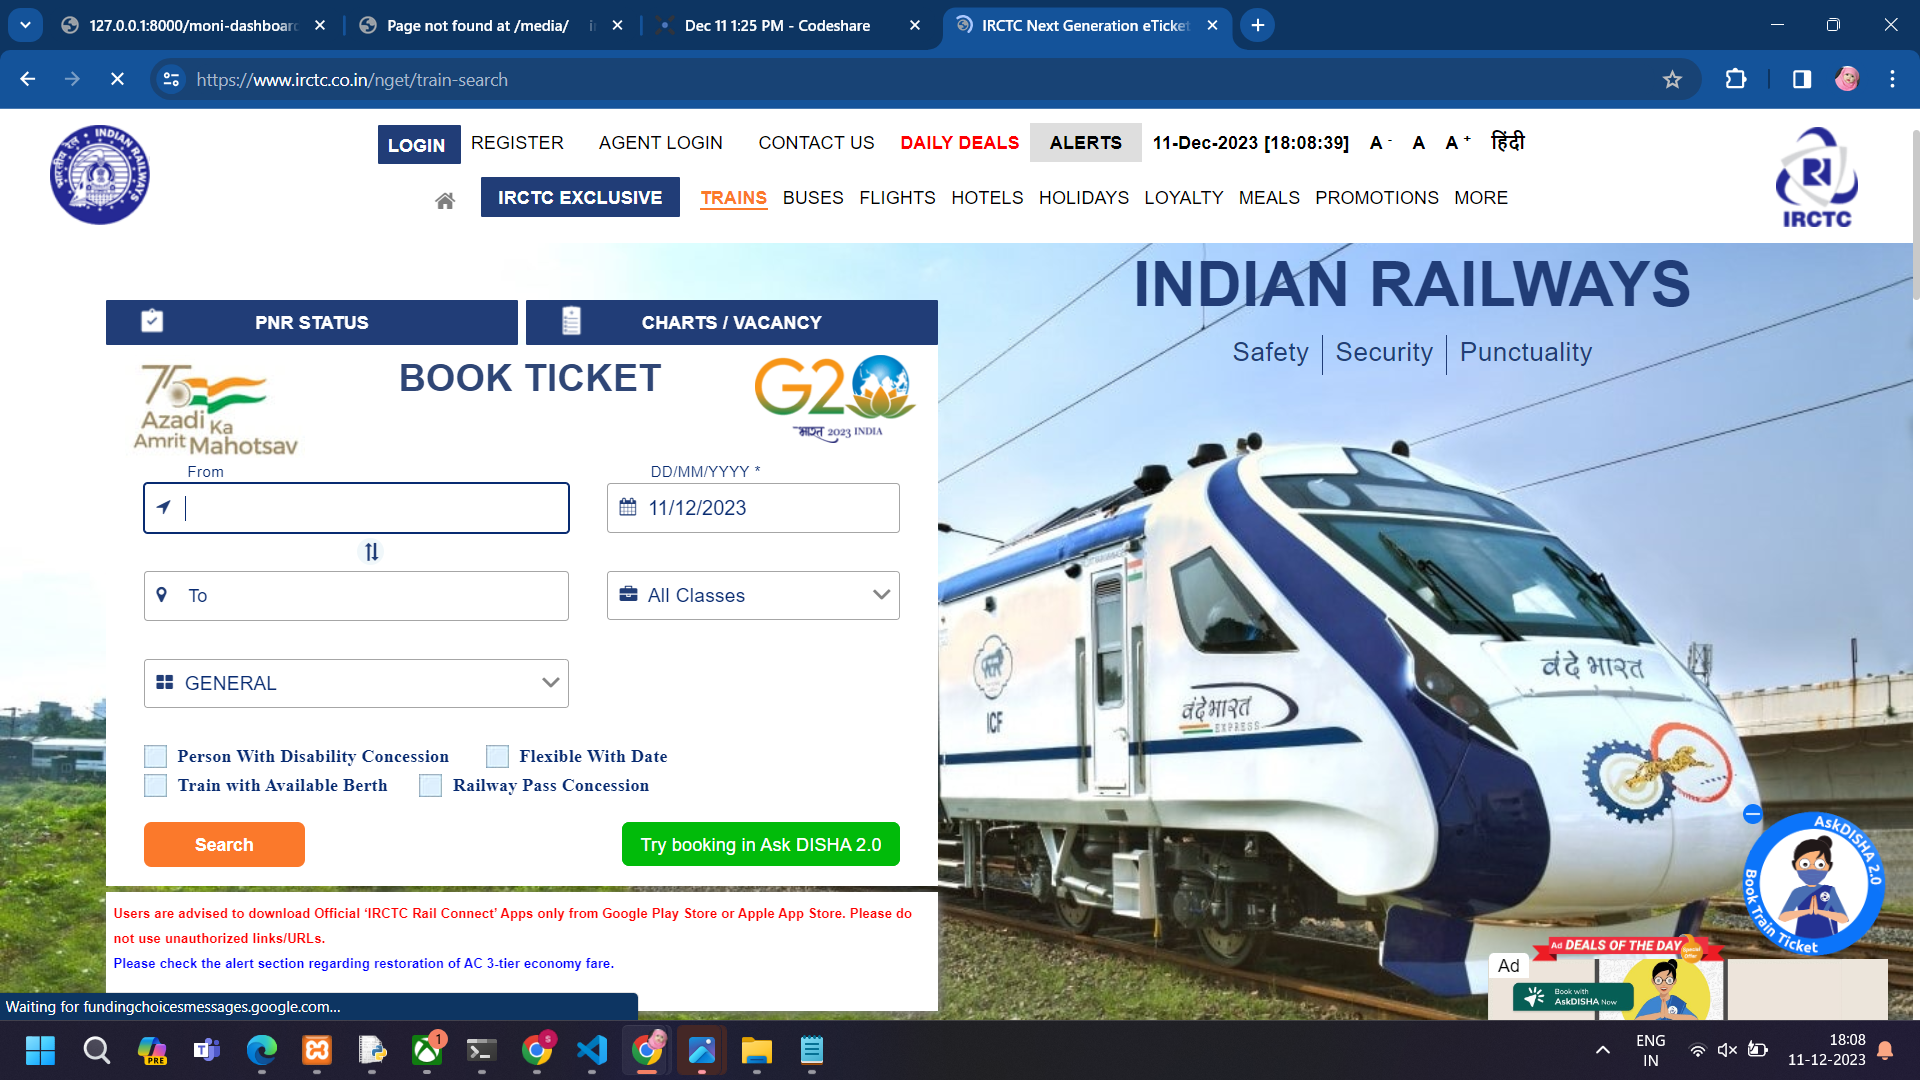 127.0.0.1:8000/moni-dashboard
Page not found at /media/
Dec 11 1:25 PM - Codeshare
IRCTC Next Generation eTicket
https://www.irctc.co.in/nget/train-search
INDIAN RAILWAYS
भारतीय रेल
LOGIN REGISTER AGENT LOGIN CONTACT US DAILY DEALS ALERTS 11-Dec-2023 [18:08:39] A - A A + हिंदी
IRCTC EXCLUSIVE TRAINS BUSES FLIGHTS HOTELS HOLIDAYS LOYALTY MEALS PROMOTIONS MORE
IRCTC
INDIAN RAILWAYS
Safety | Security | Punctuality
PNR STATUS
CHARTS / VACANCY
BOOK TICKET
75
Azadi Ka
Amrit Mahotsav
G20
भारत 2023 INDIA
From
DD/MM/YYYY *
11/12/2023
To
All Classes
GENERAL
Person With Disability Concession
Flexible With Date
Train with Available Berth
Railway Pass Concession
Search
Try booking in Ask DISHA 2.0
वंदे भारत
वंदे भारत
EXPRESS
ICF
Users are advised to download Official ‘IRCTC Rail Connect’ Apps only from Google Play Store or Apple App Store. Please do
not use unauthorized links/URLs.
Please check the alert section regarding restoration of AC 3-tier economy fare.
AskDISHA 2.0
Book Train Ticket
Ad
Ad DEALS OF THE DAY
Special Offer
Book with
AskDISHA Now
Waiting for fundingchoicesmessages.google.com...
PRE
1
S
ENG
IN
18:08
11-12-2023